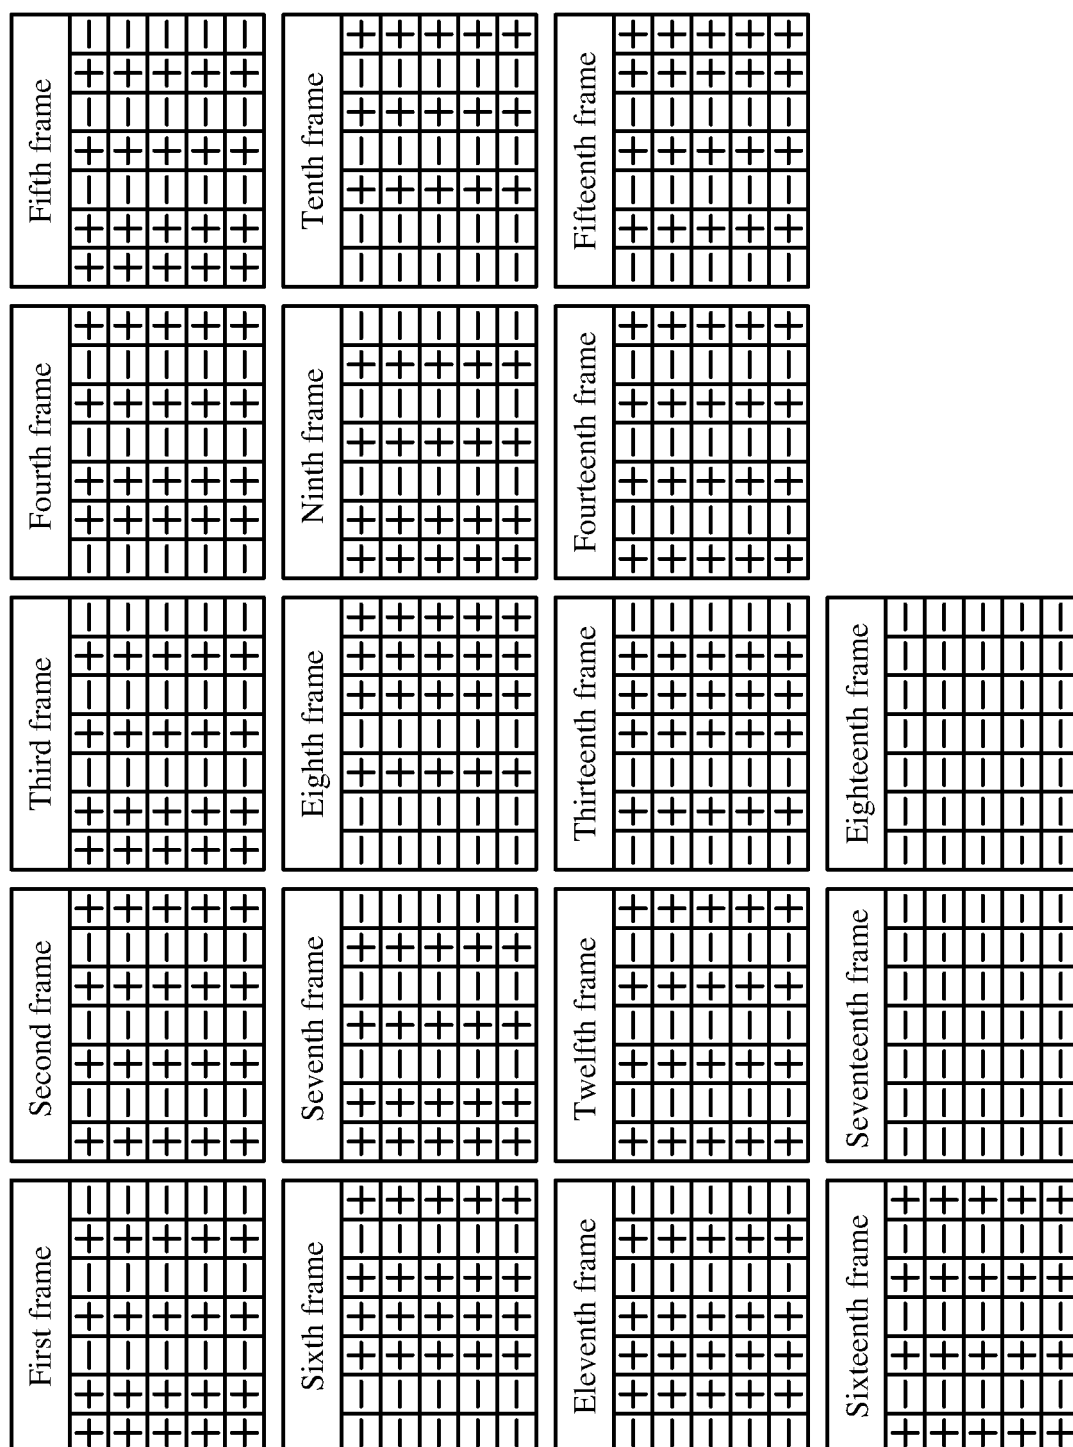 First frame
Second frame
Third frame
Fourth frame
Fifth frame
Sixth frame
Seventh frame
Eighth frame
Ninth frame
Tenth frame
Eleventh frame
Twelfth frame
Thirteenth frame
Fourteenth frame
Fifteenth frame
Sixteenth frame
Seventeenth frame
Eighteenth frame